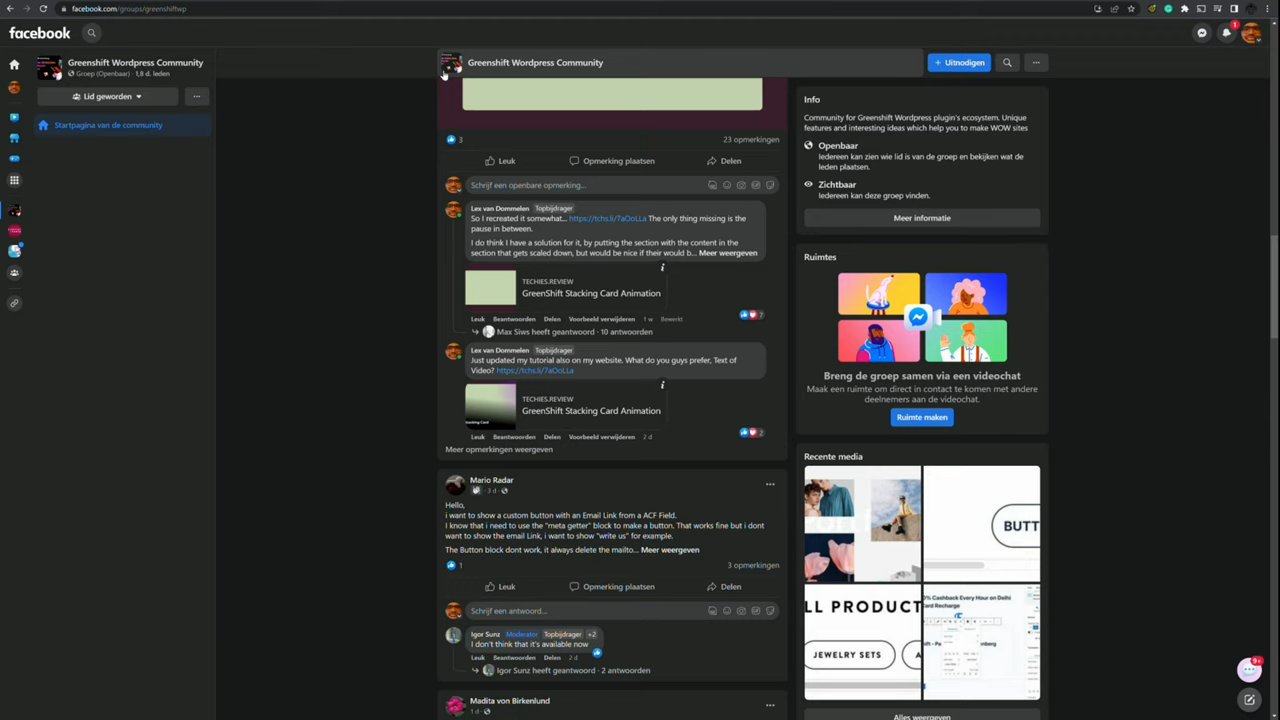 facebook.com/groups/greenshiftwp
facebook
1
Greenshift Wordpress Community
Groep (Openbaar) · 1,8 d. leden
Lid geworden
Startpagina van de community
Greenshift Wordpress Community
+ Uitnodigen
3
23 opmerkingen
Leuk
Opmerking plaatsen
Delen
Schrijf een openbare opmerking...
Lex van Dommelen Topbijdrager
So I recreated it somewhat... https://tchs.li/7aOoLLa The only thing missing is the
pause in between.
I do think I have a solution for it, by putting the section with the content in the
section that gets scaled down, but would be nice if their would b... Meer weergeven
TECHIES.REVIEW
GreenShift Stacking Card Animation
Leuk Beantwoorden Delen Voorbeeld verwijderen 1 w Bewerkt
7
Max Siws heeft geantwoord · 10 antwoorden
Lex van Dommelen Topbijdrager
Just updated my tutorial also on my website. What do you guys prefer, Text of
Video? https://tchs.li/7aOoLLa
TECHIES.REVIEW
GreenShift Stacking Card Animation
Leuk Beantwoorden Delen Voorbeeld verwijderen 2 d
2
Meer opmerkingen weergeven
Mario Radar
· 3 d ·
Hello,
i want to show a custom button with an Email Link from a ACF Field.
I know that i need to use the "meta getter" block to make a button. That works fine but i dont
want to show the email Link, i want to show "write us" for example.
The Button block dont work, it always delete the mailto... Meer weergeven
1
3 opmerkingen
Leuk
Opmerking plaatsen
Delen
Schrijf een antwoord...
Igor Sunz Moderator Topbijdrager +2
I don't think that it's available now
Leuk Beantwoorden Delen 2 d
Igor Sunz heeft geantwoord · 2 antwoorden
Madita von Birkenlund
1 d ·
Info
Community for Greenshift Wordpress plugin's ecosystem. Unique
features and interesting ideas which help you to make WOW sites
Openbaar
Iedereen kan zien wie lid is van de groep en bekijken wat de
leden plaatsen.
Zichtbaar
Iedereen kan deze groep vinden.
Meer informatie
Ruimtes
Breng de groep samen via een videochat
Maak een ruimte om direct in contact te komen met andere
deelnemers aan de videochat.
Ruimte maken
Recente media
BUTT
LL PRODUCT
JEWELRY SETS
A
0% Cashback Every Hour on Delhi
Card Recharge
Alles weergeven
9+